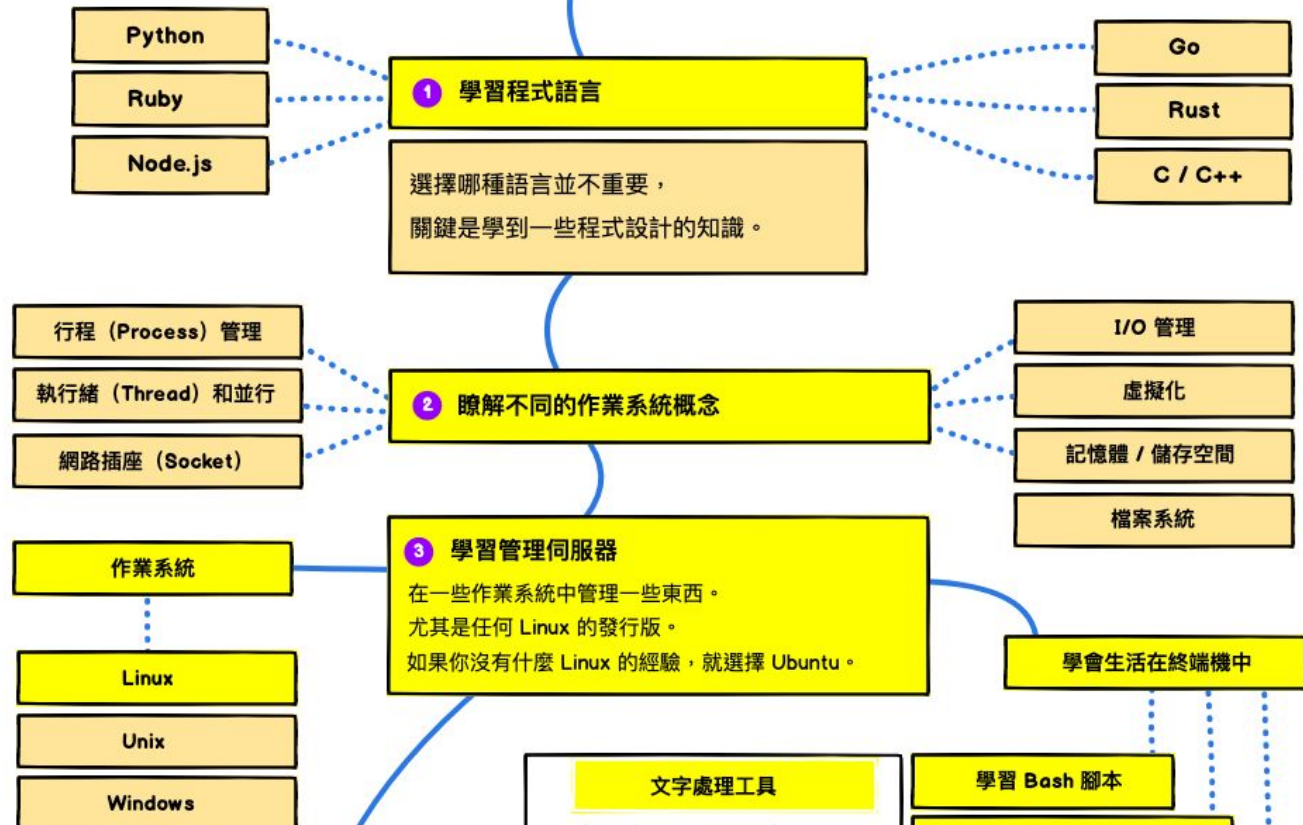 Python
Ruby
Node.js
1 學習程式語言
選擇哪種語言並不重要，
關鍵是學到一些程式設計的知識。
Go
Rust
C / C++
行程（Process）管理
執行緒（Thread）和並行
網路插座（Socket）
2 瞭解不同的作業系統概念
I/O 管理
虛擬化
記憶體 / 儲存空間
檔案系統
作業系統
Linux
Unix
Windows
3 學習管理伺服器
在一些作業系統中管理一些東西。
尤其是任何 Linux 的發行版。
如果你沒有什麼 Linux 的經驗，就選擇 Ubuntu。
學會生活在終端機中
文字處理工具
學習 Bash 腳本